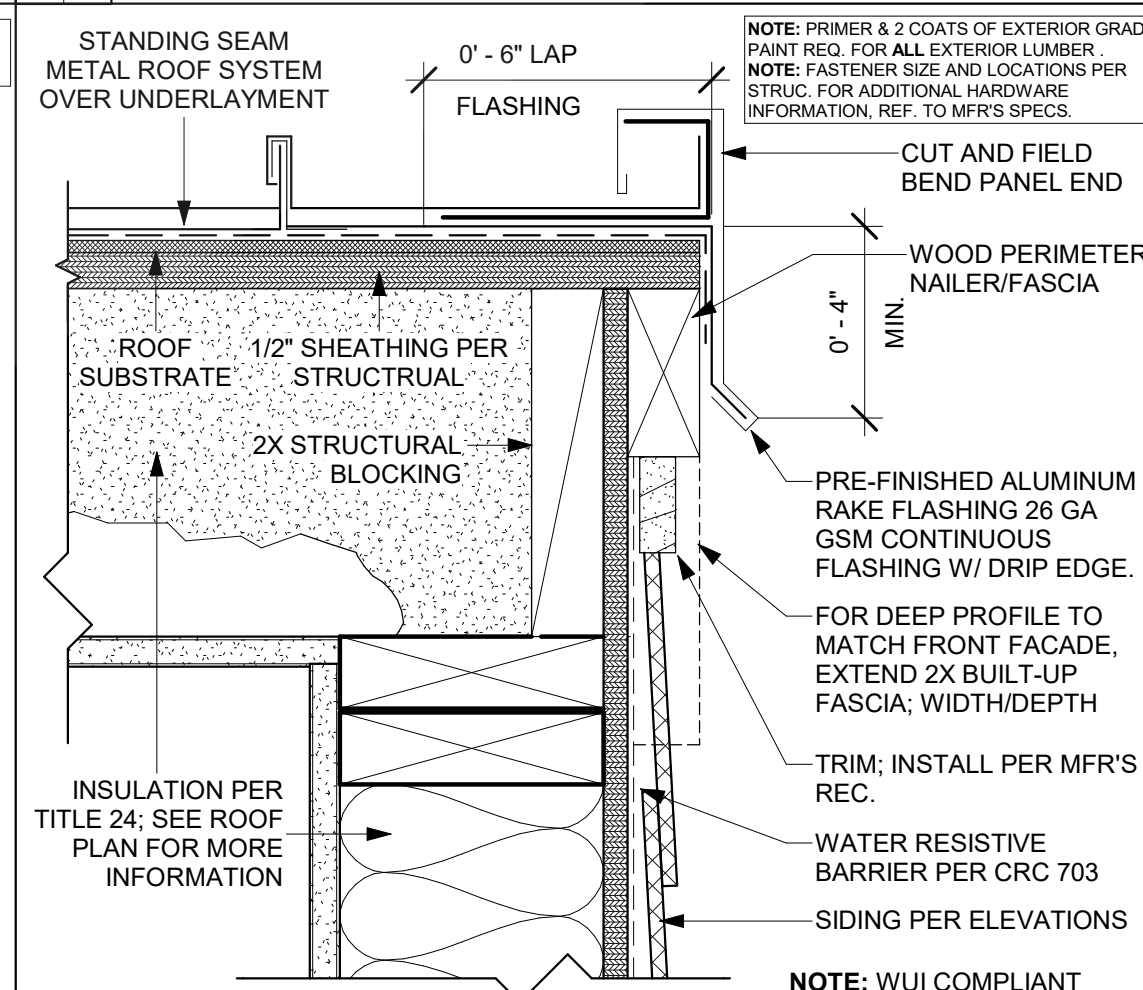 STANDING SEAM
METAL ROOF SYSTEM
OVER UNDERLAYMENT
0' - 6" LAP
FLASHING
NOTE: PRIMER & 2 COATS OF EXTERIOR GRAD
PAINT REQ. FOR ALL EXTERIOR LUMBER .
NOTE: FASTENER SIZE AND LOCATIONS PER
STRUC. FOR ADDITIONAL HARDWARE
INFORMATION, REF. TO MFR'S SPECS.
CUT AND FIELD
BEND PANEL END
WOOD PERIMETER
NAILER/FASCIA
0' - 4"
MIN.
ROOF
SUBSTRATE
1/2" SHEATHING PER
STRUCTRUAL
2X STRUCTURAL
BLOCKING
PRE-FINISHED ALUMINUM
RAKE FLASHING 26 GA
GSM CONTINUOUS
FLASHING W/ DRIP EDGE.
FOR DEEP PROFILE TO
MATCH FRONT FACADE,
EXTEND 2X BUILT-UP
FASCIA; WIDTH/DEPTH
TRIM; INSTALL PER MFR'S
REC.
INSULATION PER
TITLE 24; SEE ROOF
PLAN FOR MORE
INFORMATION
WATER RESISTIVE
BARRIER PER CRC 703
SIDING PER ELEVATIONS
NOTE: WUI COMPLIANT